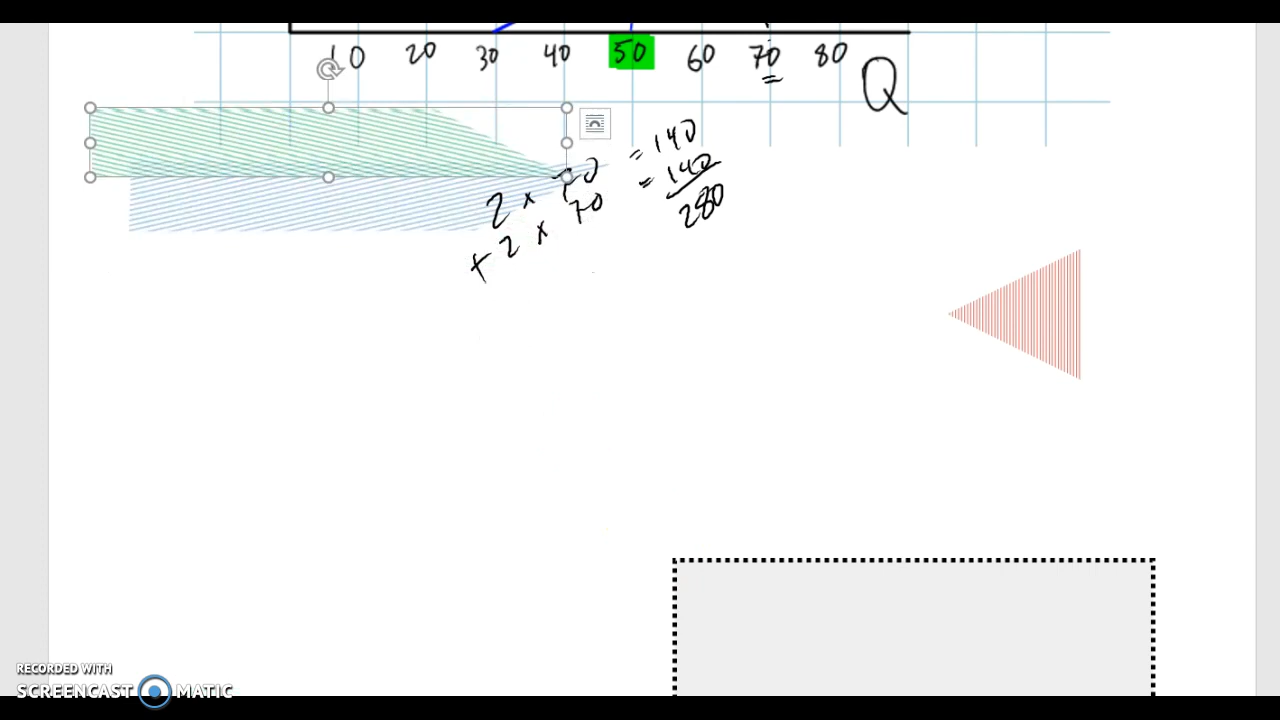 10 20 30 40 50 60 70 80 Q
2 x 70 = 140
+ 2 x 70 = 140
280
RECORDED WITH
SCREENCAST MATIC